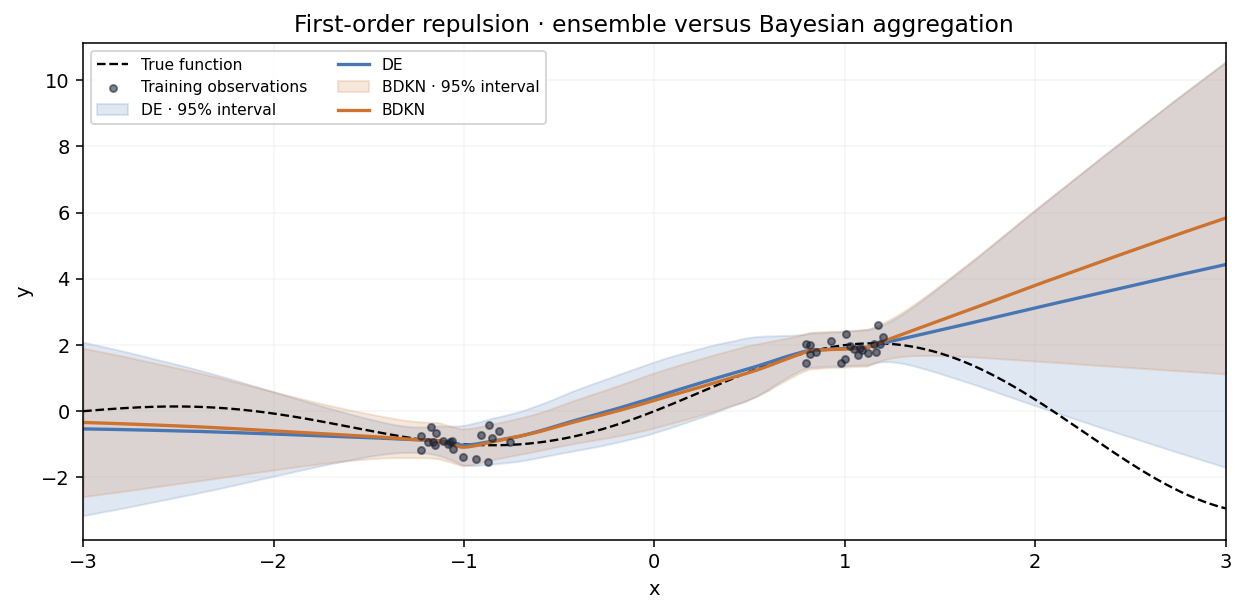 First-order repulsion · ensemble versus Bayesian aggregation
True function
Training observations
DE · 95% interval
DE
BDKN · 95% interval
BDKN
10
8
6
4
2
0
−2
y
−3
−2
−1
0
1
2
3
x